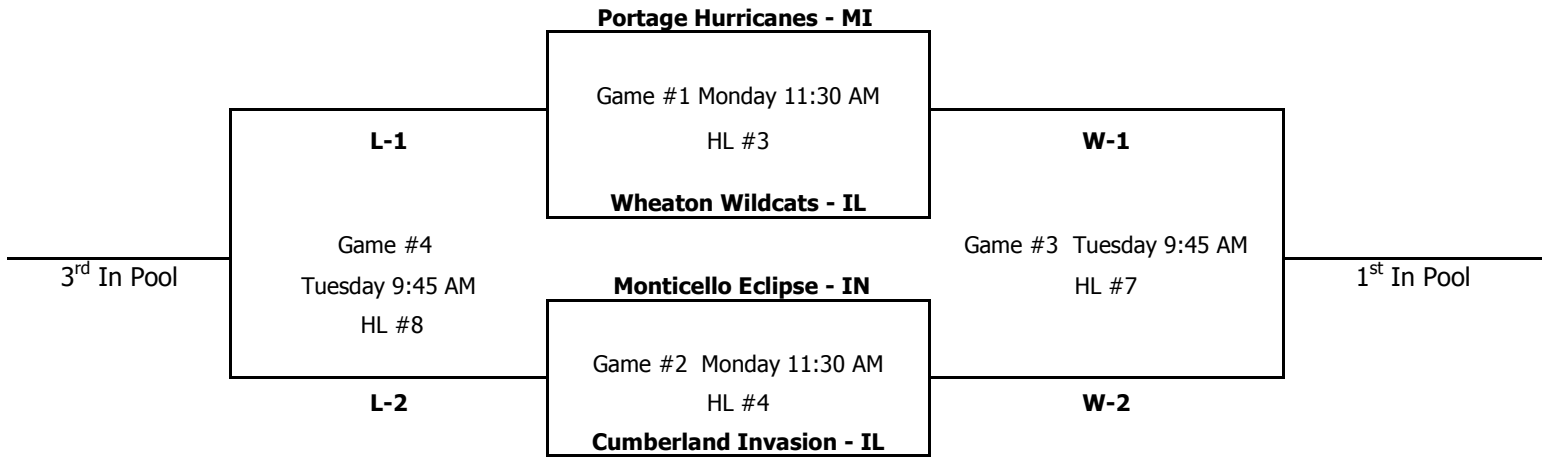 Portage Hurricanes - MI
Game #1 Monday 11:30 AM
L-1
HL #3
W-1
Wheaton Wildcats - IL
Game #4
Game #3  Tuesday 9:45 AM
3rd In Pool
Tuesday 9:45 AM
Monticello Eclipse - IN
HL #7
1st In Pool
HL #8
Game #2  Monday 11:30 AM
L-2
HL #4
W-2
Cumberland Invasion - IL